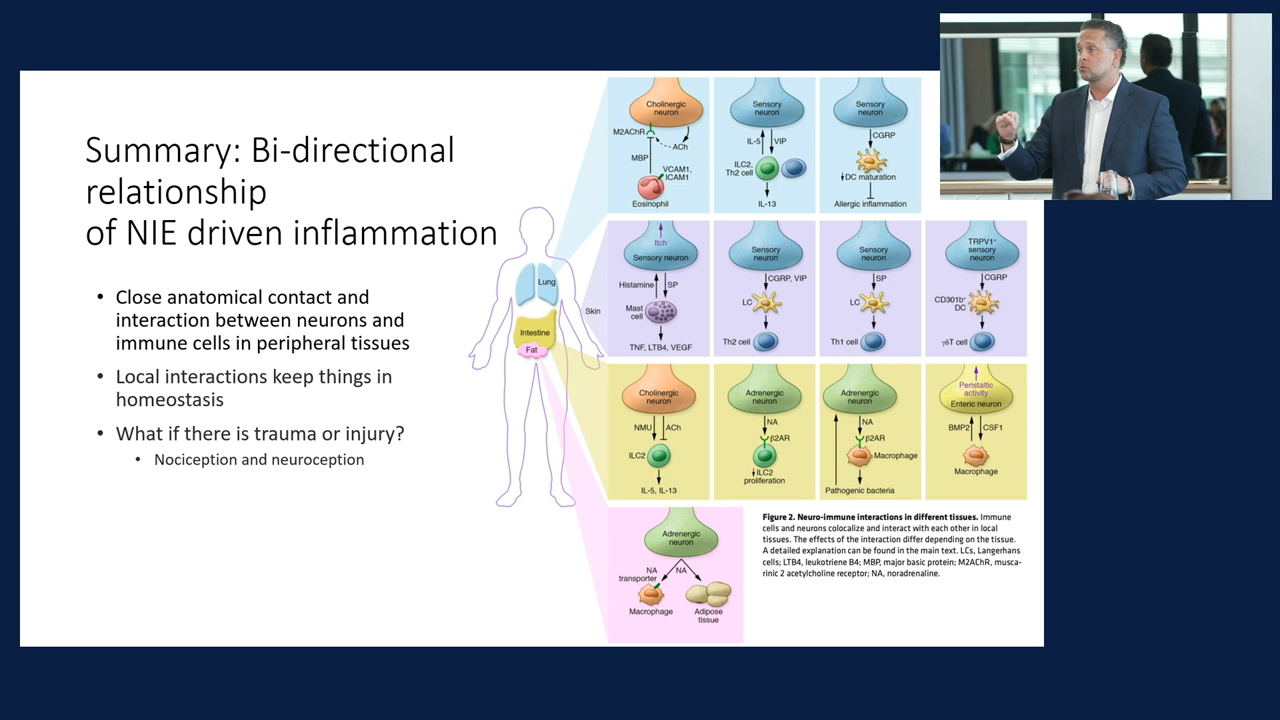 Summary: Bi-directional
relationship
of NIE driven inflammation
• Close anatomical contact and
interaction between neurons and
immune cells in peripheral tissues
• Local interactions keep things in
homeostasis
• What if there is trauma or injury?
• Nociception and neuroception
Lung
Intestine
Fat
Skin
Cholinergic
neuron
M2AChR
ACh
MBP
VCAM1,
ICAM1
Eosinophil
Sensory
neuron
IL-5
VIP
ILC2,
Th2 cell
IL-13
Sensory
neuron
CGRP
DC maturation
Allergic inflammation
Itch
Sensory neuron
Histamine
SP
Mast
cell
TNF, LTB4, VEGF
Sensory
neuron
CGRP, VIP
LC
Th2 cell
Sensory
neuron
SP
LC
Th1 cell
TRPV1⁺
sensory
neuron
CGRP
CD301b⁺
DC
γδT cell
Cholinergic
neuron
NMU
ACh
ILC2
IL-5, IL-13
Adrenergic
neuron
NA
β2AR
ILC2
proliferation
Adrenergic
neuron
NA
β2AR
Macrophage
Pathogenic bacteria
Peristaltic
activity
Enteric neuron
BMP2
CSF1
Macrophage
Adrenergic
neuron
NA
transporter
NA
Macrophage
Adipose
tissue
Figure 2. Neuro-immune interactions in different tissues. Immune
cells and neurons colocalize and interact with each other in local
tissues. The effects of the interaction differ depending on the tissue.
A detailed explanation can be found in the main text. LCs, Langerhans
cells; LTB4, leukotriene B4; MBP, major basic protein; M2AChR, musca-
rinic 2 acetylcholine receptor; NA, noradrenaline.